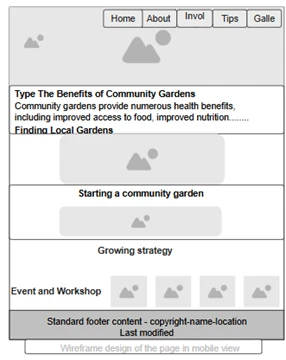 Home About Invol Tips Galle
Type The Benefits of Community Gardens
Community gardens provide numerous health benefits,
including improved access to food, improved nutrition........
Finding Local Gardens
Starting a community garden
Growing strategy
Event and Workshop
Standard footer content - copyright-name-location
Last modified
Wireframe design of the page in mobile view